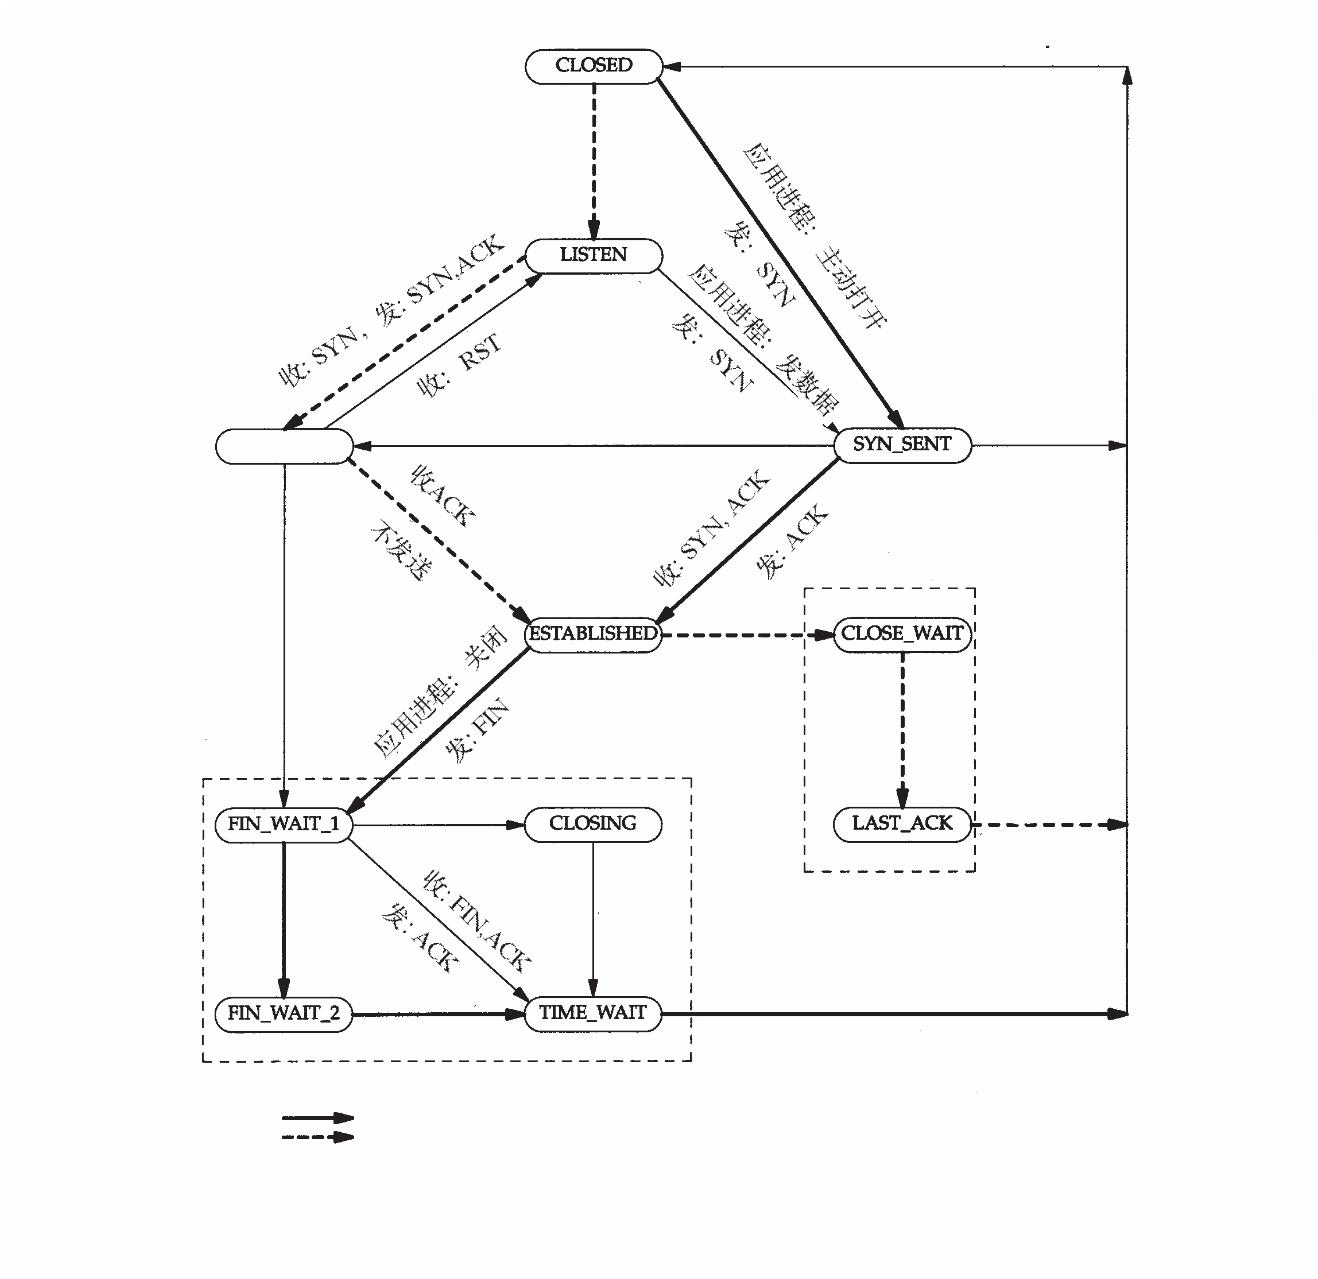 CLOSED
应用进程：主动打开
发：SYN
LISTEN
收: SYN，发: SYN,ACK
收：RST
应用进程：发数据
发：SYN
SYN_SENT
收ACK
不发送
收: SYN, ACK
发: ACK
ESTABLISHED
CLOSE_WAIT
应用进程：关闭
发: FIN
FIN_WAIT_1
CLOSING
LAST_ACK
收: FIN,ACK
发: ACK
FIN_WAIT_2
TIME_WAIT